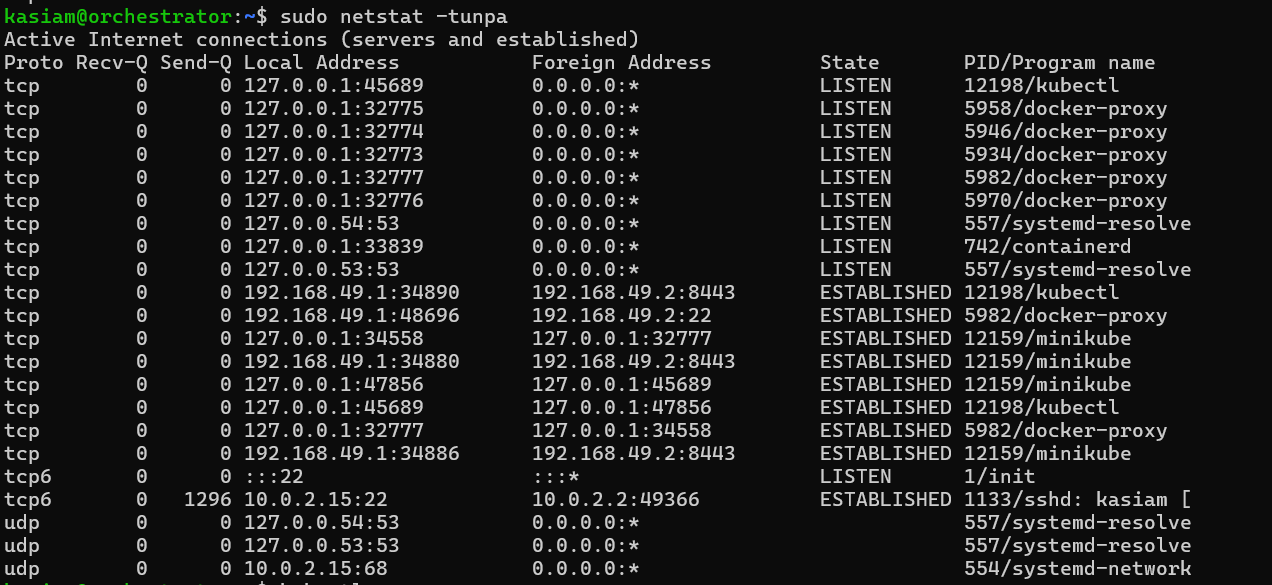 kasiam@orchestrator:~$ sudo netstat -tunpa
Active Internet connections (servers and established)
Proto Recv-Q Send-Q Local Address           Foreign Address         State       PID/Program name
tcp        0      0 127.0.0.1:45689         0.0.0.0:*               LISTEN      12198/kubectl
tcp        0      0 127.0.0.1:32775         0.0.0.0:*               LISTEN      5958/docker-proxy
tcp        0      0 127.0.0.1:32774         0.0.0.0:*               LISTEN      5946/docker-proxy
tcp        0      0 127.0.0.1:32773         0.0.0.0:*               LISTEN      5934/docker-proxy
tcp        0      0 127.0.0.1:32777         0.0.0.0:*               LISTEN      5982/docker-proxy
tcp        0      0 127.0.0.1:32776         0.0.0.0:*               LISTEN      5970/docker-proxy
tcp        0      0 127.0.0.54:53           0.0.0.0:*               LISTEN      557/systemd-resolve
tcp        0      0 127.0.0.1:33839         0.0.0.0:*               LISTEN      742/containerd
tcp        0      0 127.0.0.53:53           0.0.0.0:*               LISTEN      557/systemd-resolve
tcp        0      0 192.168.49.1:34890      192.168.49.2:8443       ESTABLISHED 12198/kubectl
tcp        0      0 192.168.49.1:48696      192.168.49.2:22         ESTABLISHED 5982/docker-proxy
tcp        0      0 127.0.0.1:34558         127.0.0.1:32777         ESTABLISHED 12159/minikube
tcp        0      0 192.168.49.1:34880      192.168.49.2:8443       ESTABLISHED 12159/minikube
tcp        0      0 127.0.0.1:47856         127.0.0.1:45689         ESTABLISHED 12159/minikube
tcp        0      0 127.0.0.1:45689         127.0.0.1:47856         ESTABLISHED 12198/kubectl
tcp        0      0 127.0.0.1:32777         127.0.0.1:34558         ESTABLISHED 5982/docker-proxy
tcp        0      0 192.168.49.1:34886      192.168.49.2:8443       ESTABLISHED 12159/minikube
tcp6       0      0 :::22                   :::*                    LISTEN      1/init
tcp6       0   1296 10.0.2.15:22            10.0.2.2:49366          ESTABLISHED 1133/sshd: kasiam [
udp        0      0 127.0.0.54:53           0.0.0.0:*                           557/systemd-resolve
udp        0      0 127.0.0.53:53           0.0.0.0:*                           557/systemd-resolve
udp        0      0 10.0.2.15:68            0.0.0.0:*                           554/systemd-network